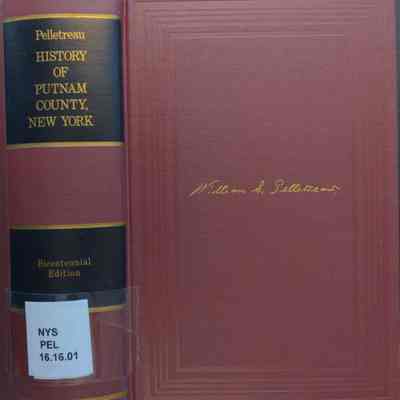 Pelletreau
HISTORY
OF
PUTNAM
COUNTY,
NEW YORK
Bicentennial
Edition
NYS
PEL
16.16.01
William S. Pelletreau